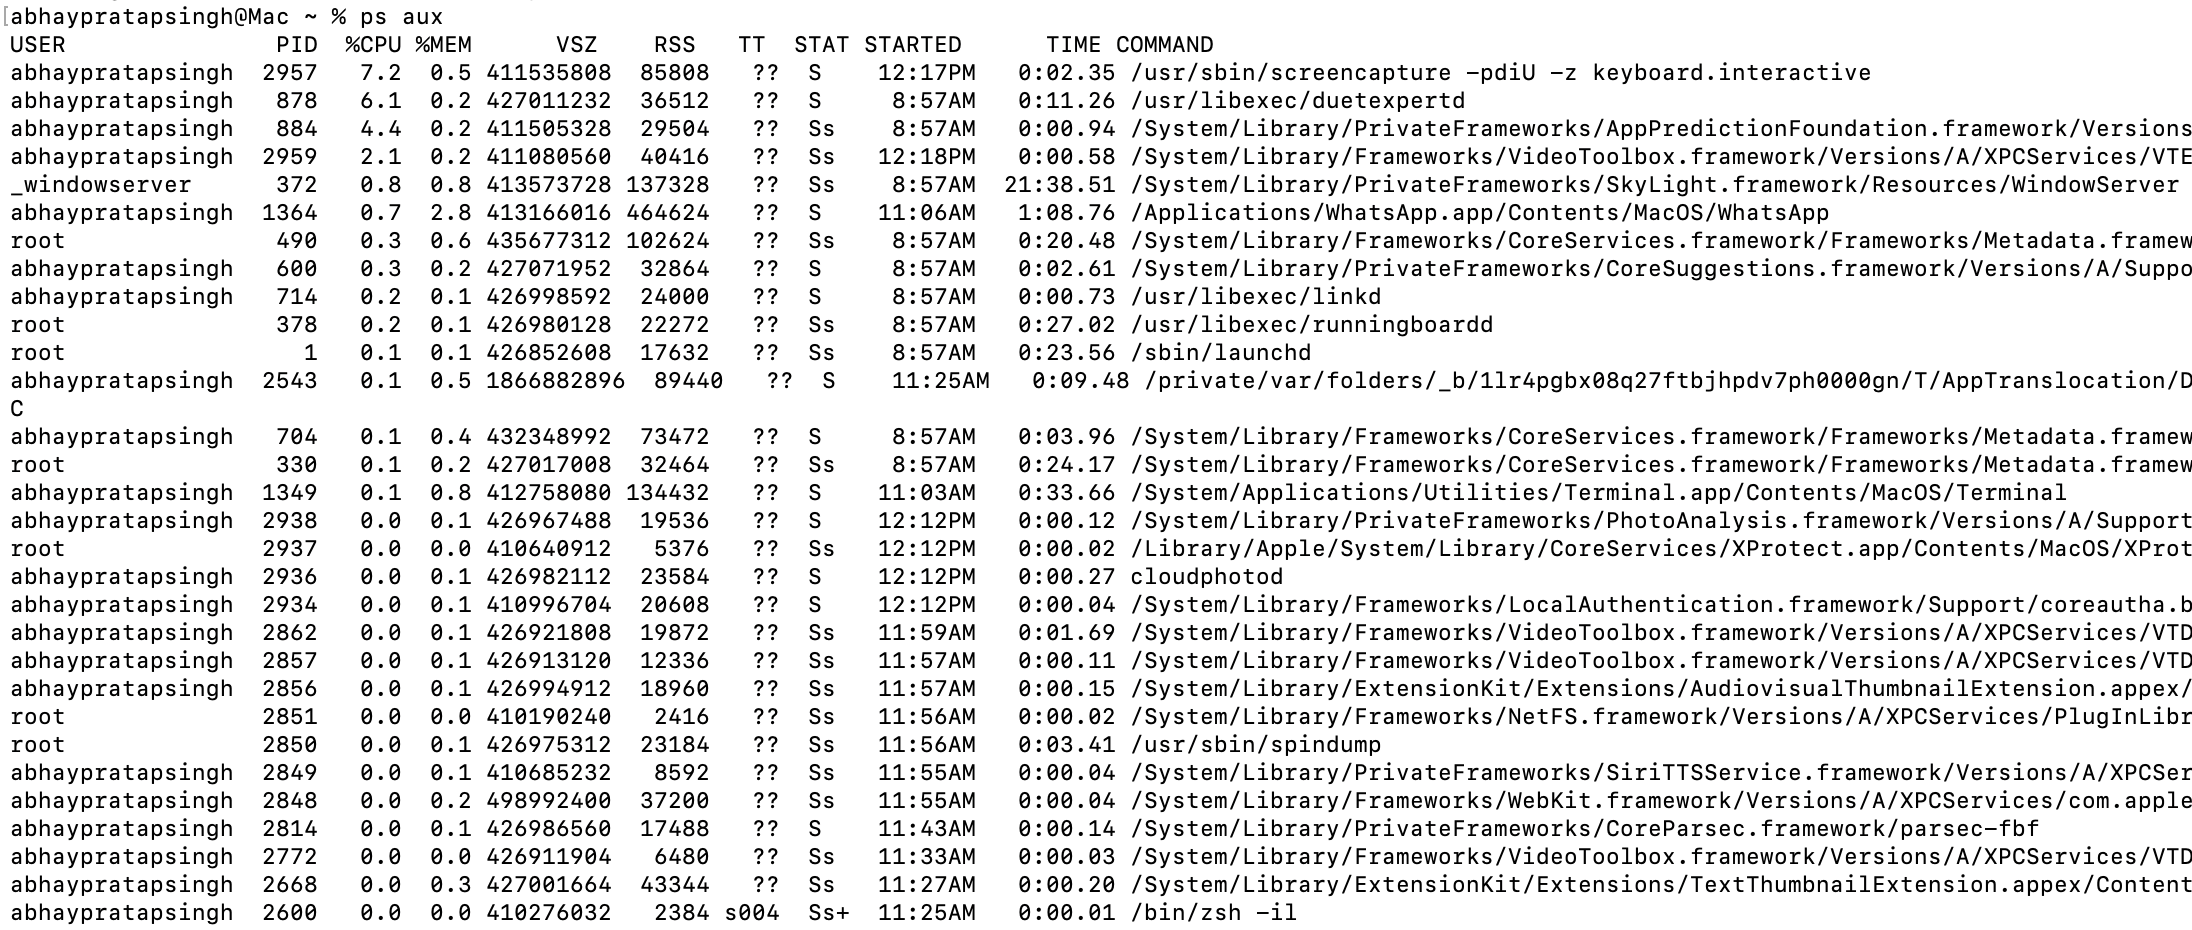 [abhaypratapsingh@Mac ~ % ps aux
USER               PID  %CPU %MEM      VSZ    RSS   TT  STAT STARTED      TIME COMMAND
abhaypratapsingh  2957   7.2  0.5 411535808  85808   ??  S    12:17PM   0:02.35 /usr/sbin/screencapture -pdiU -z keyboard.interactive
abhaypratapsingh   878   6.1  0.2 427011232  36512   ??  S     8:57AM   0:11.26 /usr/libexec/duetexpertd
abhaypratapsingh   884   4.4  0.2 411505328  29504   ??  Ss    8:57AM   0:00.94 /System/Library/PrivateFrameworks/AppPredictionFoundation.framework/Versions
abhaypratapsingh  2959   2.1  0.2 411080560  40416   ??  Ss   12:18PM   0:00.58 /System/Library/Frameworks/VideoToolbox.framework/Versions/A/XPCServices/VTE
_windowserver      372   0.8  0.8 413573728 137328   ??  Ss    8:57AM  21:38.51 /System/Library/PrivateFrameworks/SkyLight.framework/Resources/WindowServer
abhaypratapsingh  1364   0.7  2.8 413166016 464624   ??  S    11:06AM   1:08.76 /Applications/WhatsApp.app/Contents/MacOS/WhatsApp
root               490   0.3  0.6 435677312 102624   ??  Ss    8:57AM   0:20.48 /System/Library/Frameworks/CoreServices.framework/Frameworks/Metadata.framew
abhaypratapsingh   600   0.3  0.2 427071952  32864   ??  S     8:57AM   0:02.61 /System/Library/PrivateFrameworks/CoreSuggestions.framework/Versions/A/Suppo
abhaypratapsingh   714   0.2  0.1 426998592  24000   ??  S     8:57AM   0:00.73 /usr/libexec/linkd
root               378   0.2  0.1 426980128  22272   ??  Ss    8:57AM   0:27.02 /usr/libexec/runningboardd
root                 1   0.1  0.1 426852608  17632   ??  Ss    8:57AM   0:23.56 /sbin/launchd
abhaypratapsingh  2543   0.1  0.5 1866882896  89440   ??  S    11:25AM   0:09.48 /private/var/folders/_b/1lr4pgbx08q27ftbjhpdv7ph0000gn/T/AppTranslocation/D
C
abhaypratapsingh   704   0.1  0.4 432348992  73472   ??  S     8:57AM   0:03.96 /System/Library/Frameworks/CoreServices.framework/Frameworks/Metadata.framew
root               330   0.1  0.2 427017008  32464   ??  Ss    8:57AM   0:24.17 /System/Library/Frameworks/CoreServices.framework/Frameworks/Metadata.framew
abhaypratapsingh  1349   0.1  0.8 412758080 134432   ??  S    11:03AM   0:33.66 /System/Applications/Utilities/Terminal.app/Contents/MacOS/Terminal
abhaypratapsingh  2938   0.0  0.1 426967488  19536   ??  S    12:12PM   0:00.12 /System/Library/PrivateFrameworks/PhotoAnalysis.framework/Versions/A/Support
root              2937   0.0  0.0 410640912   5376   ??  Ss   12:12PM   0:00.02 /Library/Apple/System/Library/CoreServices/XProtect.app/Contents/MacOS/XProt
abhaypratapsingh  2936   0.0  0.1 426982112  23584   ??  S    12:12PM   0:00.27 cloudphotod
abhaypratapsingh  2934   0.0  0.1 410996704  20608   ??  S    12:12PM   0:00.04 /System/Library/Frameworks/LocalAuthentication.framework/Support/coreautha.b
abhaypratapsingh  2862   0.0  0.1 426921808  19872   ??  Ss   11:59AM   0:01.69 /System/Library/Frameworks/VideoToolbox.framework/Versions/A/XPCServices/VTD
abhaypratapsingh  2857   0.0  0.1 426913120  12336   ??  Ss   11:57AM   0:00.11 /System/Library/Frameworks/VideoToolbox.framework/Versions/A/XPCServices/VTD
abhaypratapsingh  2856   0.0  0.1 426994912  18960   ??  Ss   11:57AM   0:00.15 /System/Library/ExtensionKit/Extensions/AudiovisualThumbnailExtension.appex/
root              2851   0.0  0.0 410190240   2416   ??  Ss   11:56AM   0:00.02 /System/Library/Frameworks/NetFS.framework/Versions/A/XPCServices/PlugInLibr
root              2850   0.0  0.1 426975312  23184   ??  Ss   11:56AM   0:03.41 /usr/sbin/spindump
abhaypratapsingh  2849   0.0  0.1 410685232   8592   ??  Ss   11:55AM   0:00.04 /System/Library/PrivateFrameworks/SiriTTSService.framework/Versions/A/XPCSer
abhaypratapsingh  2848   0.0  0.2 498992400  37200   ??  Ss   11:55AM   0:00.04 /System/Library/Frameworks/WebKit.framework/Versions/A/XPCServices/com.apple
abhaypratapsingh  2814   0.0  0.1 426986560  17488   ??  S    11:43AM   0:00.14 /System/Library/PrivateFrameworks/CoreParsec.framework/parsec-fbf
abhaypratapsingh  2772   0.0  0.0 426911904   6480   ??  Ss   11:33AM   0:00.03 /System/Library/Frameworks/VideoToolbox.framework/Versions/A/XPCServices/VTD
abhaypratapsingh  2668   0.0  0.3 427001664  43344   ??  Ss   11:27AM   0:00.20 /System/Library/ExtensionKit/Extensions/TextThumbnailExtension.appex/Content
abhaypratapsingh  2600   0.0  0.0 410276032   2384 s004  Ss+  11:25AM   0:00.01 /bin/zsh -il